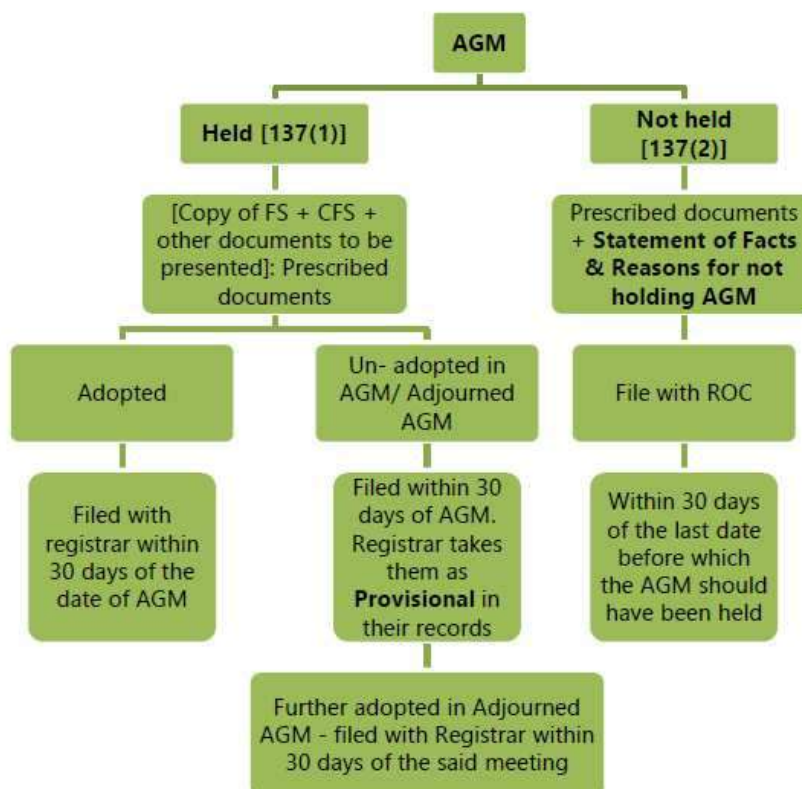 AGM
Held [137(1)]
Not held
[137(2)]
[Copy of FS + CFS +
other documents to be
presented]: Prescribed
documents
Prescribed documents
+ Statement of Facts
& Reasons for not
holding AGM
Adopted
Un- adopted in
AGM/ Adjourned
AGM
File with ROC
Filed with
registrar within
30 days of the
date of AGM
Filed within 30
days of AGM.
Registrar takes
them as
Provisional in
their records
Within 30 days
of the last date
before which
the AGM should
have been held
Further adopted in Adjourned
AGM - filed with Registrar within
30 days of the said meeting